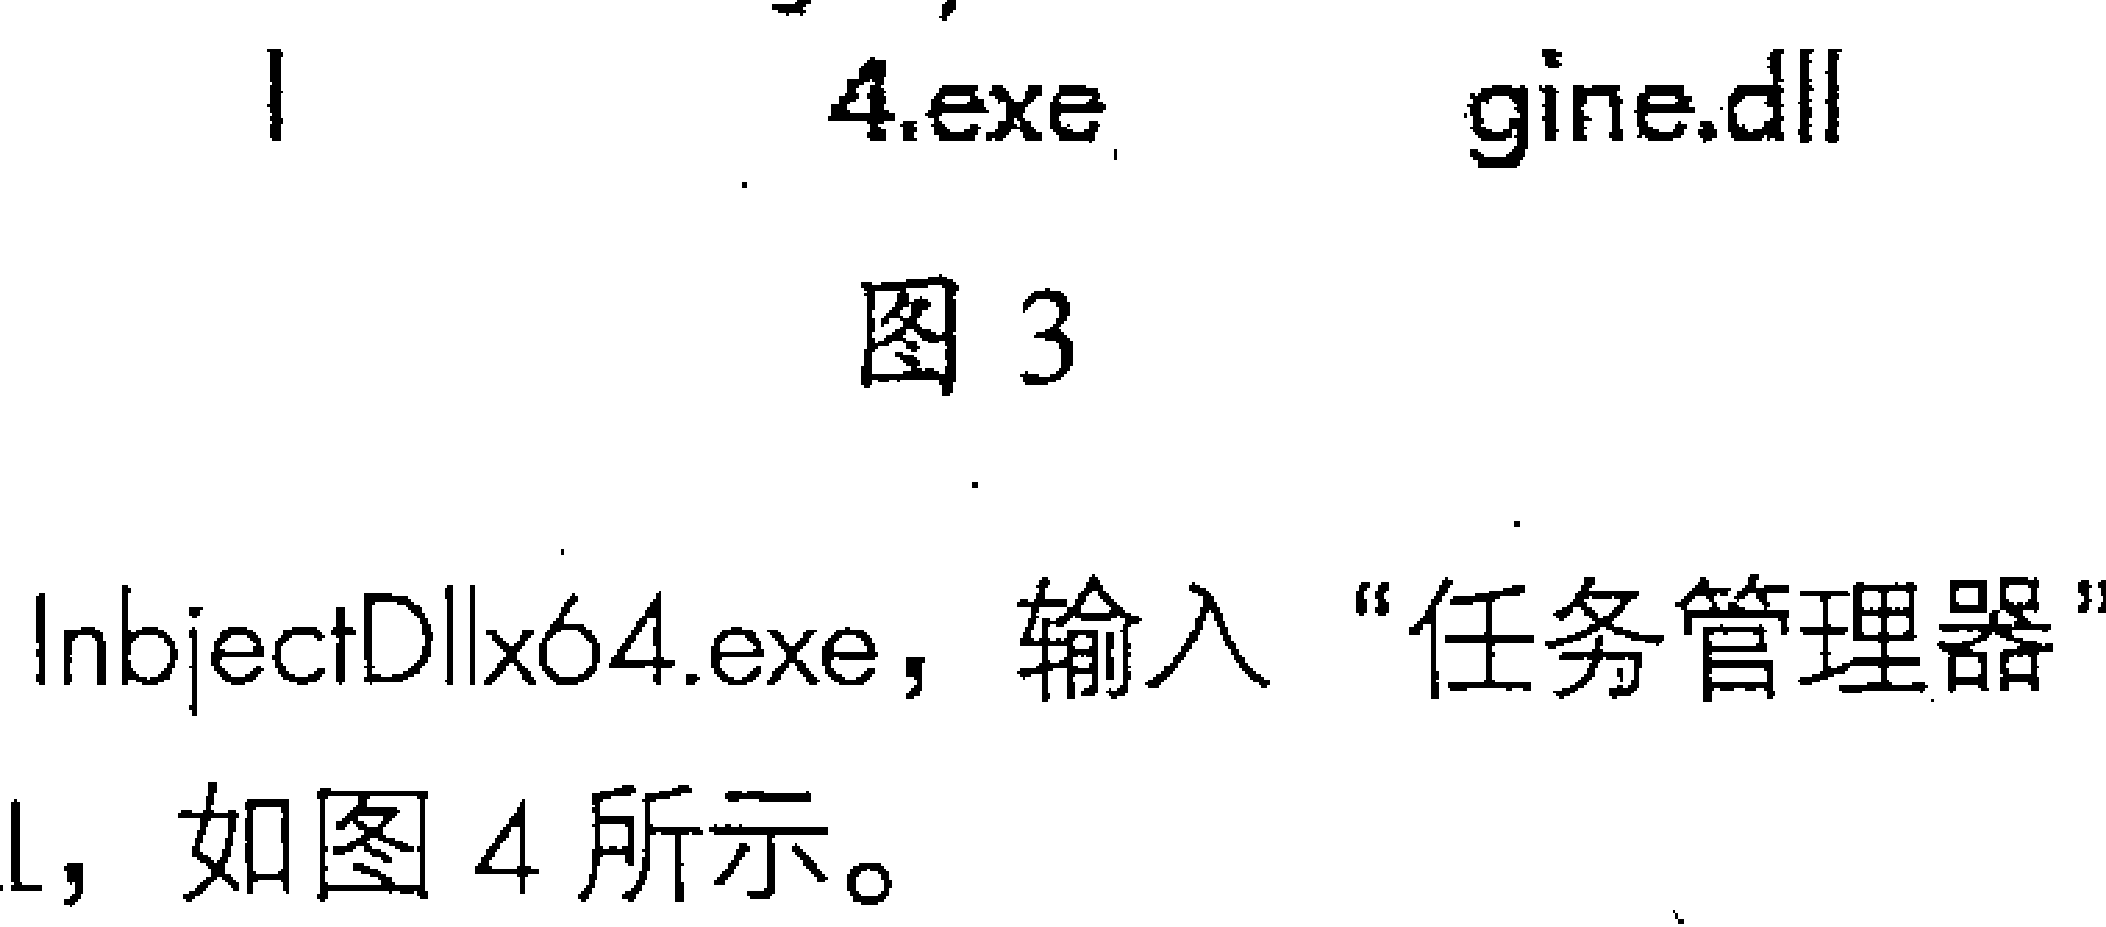 l 4.exe gine.dll
图 3
InbjectDllx64.exe，输入 “任务管理器”
LL，如图 4 所示。